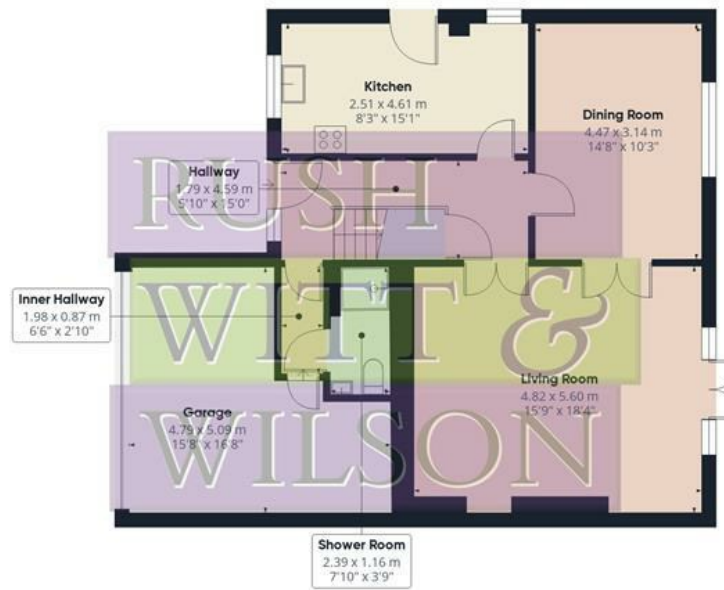 Kitchen
2.51 x 4.61 m
8'3" x 15'1"
Dining Room
4.47 x 3.14 m
14'8" x 10'3"
Hallway
1.79 x 4.59 m
5'10" x 15'0"
RUSH
Inner Hallway
1.98 x 0.87 m
6'6" x 2'10"
WITT &
Living Room
4.82 x 5.60 m
15'9" x 18'4"
Garage
4.79 x 5.09 m
15'8" x 16'8"
WILSON
Shower Room
2.39 x 1.16 m
7'10" x 3'9"